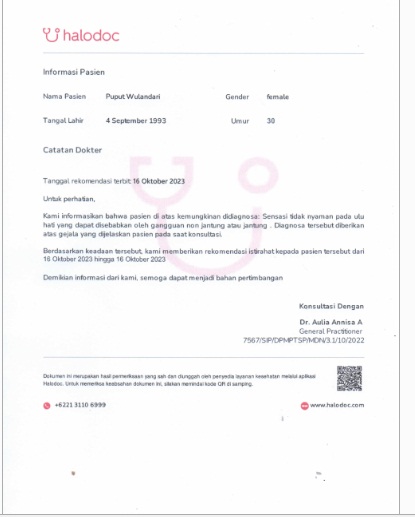 halodoc
Informasi Pasien
Nama Pasien Puput Wulandari Gender female
Tangal Lahir 4 September 1993 Umur 30
Catatan Dokter
Tanggal rekomendasi terbit 16 Oktober 2023
Untuk perhatian,
Kami informasikan bahwa pasien di atas kemungkinan didiagnosa: Sensasi tidak nyaman pada ulu
hati yang dapat disebabkan oleh gangguan non jantung atau jantung . Diagnosa tersebut diberikan
atas gejala yang dijelaskan pasien pada saat konsultasi.
Berdasarkan keadaan tersebut, kami memberikan rekomendasi istirahat kepada pasien tersebut dari
16 Oktober 2023 hingga 16 Oktober 2023
Demikian informasi dari kami, semoga dapat menjadi bahan pertimbangan
Konsultasi Dengan
Dr. Aulia Annisa A
General Practitioner
7567/SIP/DPMPTSP/MDN/3.1/10/2022
Dokumen ini merupakan hasil pemeriksaan yang sah dan diunggah oleh penyedia layanan kesehatan melalui aplikasi
Halodoc. Untuk memeriksa keabsahan dokumen ini, silakan memindai kode QR di samping.
+6221 3110 6999 www.halodoc.com